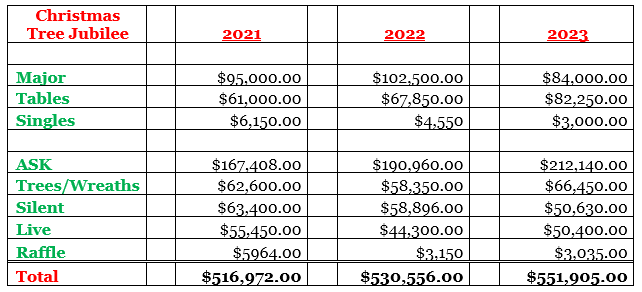 Christmas
Tree Jubilee 2021 2022 2023
Major $95,000.00 $102,500.00 $84,000.00
Tables $61,000.00 $67,850.00 $82,250.00
Singles $6,150.00 $4,550 $3,000.00
ASK $167,408.00 $190,960.00 $212,140.00
Trees/Wreaths $62,600.00 $58,350.00 $66,450.00
Silent $63,400.00 $58,896.00 $50,630.00
Live $55,450.00 $44,300.00 $50,400.00
Raffle $5964.00 $3,150 $3,035.00
Total $516,972.00 $530,556.00 $551,905.00